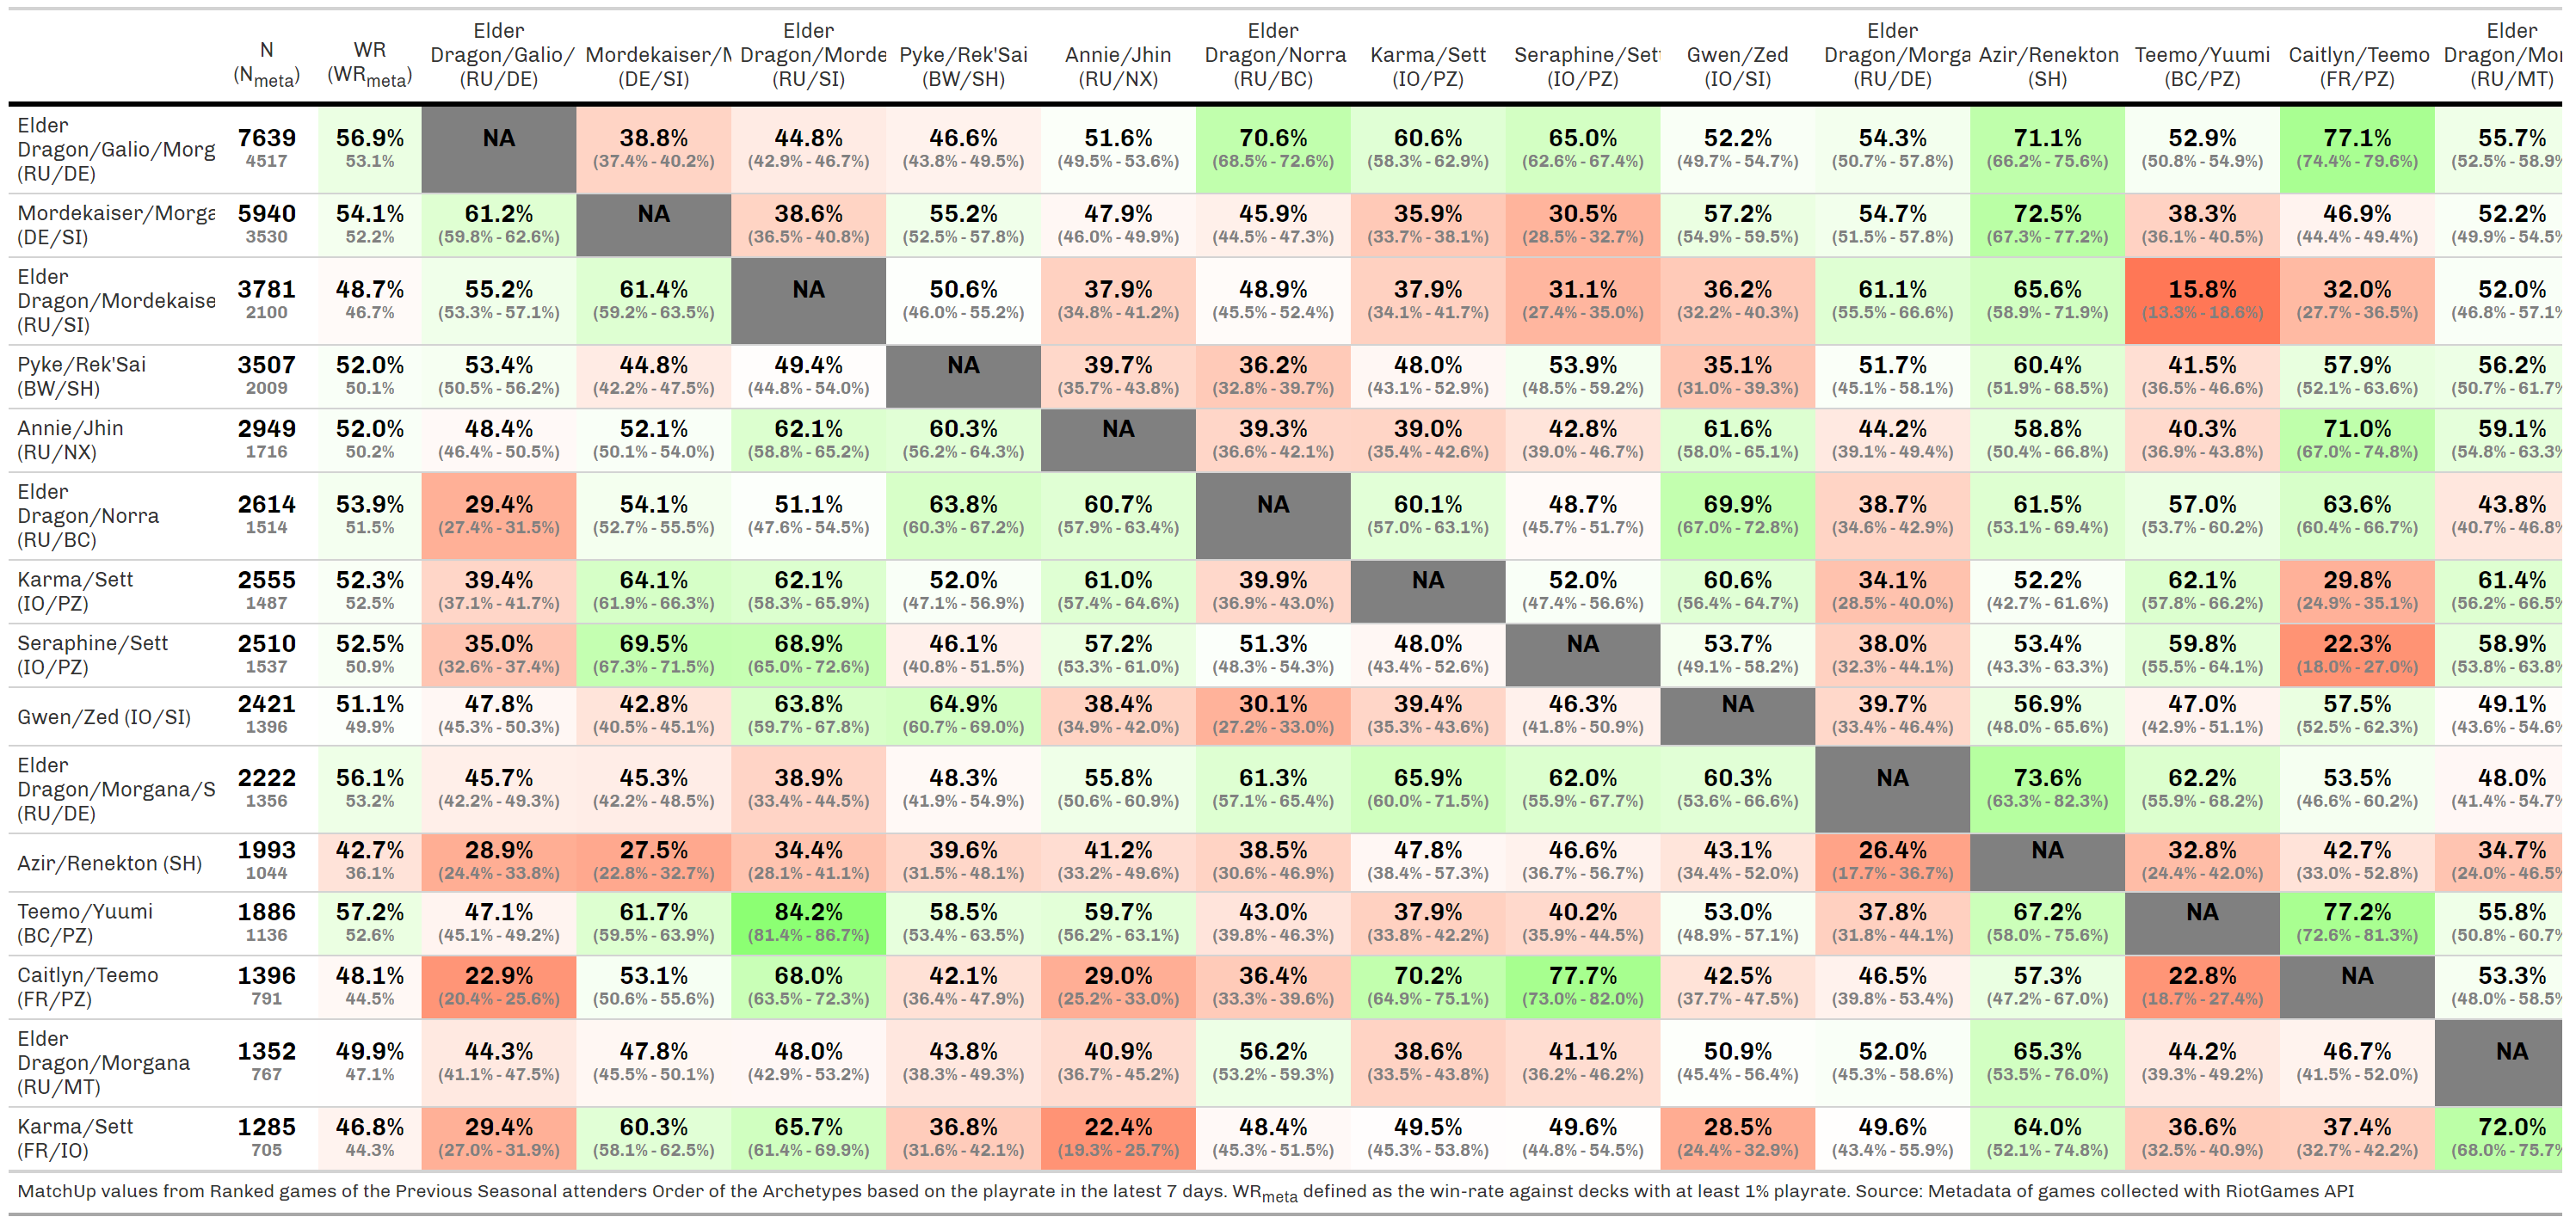 Elder Elder Elder Elder Elder
N WR Dragon/Galio/ Mordekaiser/M Dragon/Morde Pyke/Rek'Sai Annie/Jhin Dragon/Norra Karma/Sett Seraphine/Sett Gwen/Zed Dragon/Morga Azir/Renekton Teemo/Yuumi Caitlyn/Teemo Dragon/Mor
(Nmeta) (WRmeta) (RU/DE) (DE/SI) (RU/SI) (BW/SH) (RU/NX) (RU/BC) (IO/PZ) (IO/PZ) (IO/SI) (RU/DE) (SH) (BC/PZ) (FR/PZ) (RU/MT)
Elder
Dragon/Galio/Morg 7639 56.9% NA 38.8% 44.8% 46.6% 51.6% 70.6% 60.6% 65.0% 52.2% 54.3% 71.1% 52.9% 77.1% 55.7%
(RU/DE) 4517 53.1% (37.4% - 40.2%) (42.9% - 46.7%) (43.8% - 49.5%) (49.5% - 53.6%) (68.5% - 72.6%) (58.3% - 62.9%) (62.6% - 67.4%) (49.7% - 54.7%) (50.7% - 57.8%) (66.2% - 75.6%) (50.8% - 54.9%) (74.4% - 79.6%) (52.5% - 58.9%
Mordekaiser/Morga 5940 54.1% 61.2% NA 38.6% 55.2% 47.9% 45.9% 35.9% 30.5% 57.2% 54.7% 72.5% 38.3% 46.9% 52.2%
(DE/SI) 3530 52.2% (59.8% - 62.6%) (36.5% - 40.8%) (52.5% - 57.8%) (46.0% - 49.9%) (44.5% - 47.3%) (33.7% - 38.1%) (28.5% - 32.7%) (54.9% - 59.5%) (51.5% - 57.8%) (67.3% - 77.2%) (36.1% - 40.5%) (44.4% - 49.4%) (49.9% - 54.5%
Elder
Dragon/Mordekaise 3781 48.7% 55.2% 61.4% NA 50.6% 37.9% 48.9% 37.9% 31.1% 36.2% 61.1% 65.6% 15.8% 32.0% 52.0%
(RU/SI) 2100 46.7% (53.3% - 57.1%) (59.2% - 63.5%) (46.0% - 55.2%) (34.8% - 41.2%) (45.5% - 52.4%) (34.1% - 41.7%) (27.4% - 35.0%) (32.2% - 40.3%) (55.5% - 66.6%) (58.9% - 71.9%) (13.3% - 18.6%) (27.7% - 36.5%) (46.8% - 57.1%
Pyke/Rek'Sai 3507 52.0% 53.4% 44.8% 49.4% NA 39.7% 36.2% 48.0% 53.9% 35.1% 51.7% 60.4% 41.5% 57.9% 56.2%
(BW/SH) 2009 50.1% (50.5% - 56.2%) (42.2% - 47.5%) (44.8% - 54.0%) (35.7% - 43.8%) (32.8% - 39.7%) (43.1% - 52.9%) (48.5% - 59.2%) (31.0% - 39.3%) (45.1% - 58.1%) (51.9% - 68.5%) (36.5% - 46.6%) (52.1% - 63.6%) (50.7% - 61.7%
Annie/Jhin 2949 52.0% 48.4% 52.1% 62.1% 60.3% NA 39.3% 39.0% 42.8% 61.6% 44.2% 58.8% 40.3% 71.0% 59.1%
(RU/NX) 1716 50.2% (46.4% - 50.5%) (50.1% - 54.0%) (58.8% - 65.2%) (56.2% - 64.3%) (36.6% - 42.1%) (35.4% - 42.6%) (39.0% - 46.7%) (58.0% - 65.1%) (39.1% - 49.4%) (50.4% - 66.8%) (36.9% - 43.8%) (67.0% - 74.8%) (54.8% - 63.3%
Elder
Dragon/Norra 2614 53.9% 29.4% 54.1% 51.1% 63.8% 60.7% NA 60.1% 48.7% 69.9% 38.7% 61.5% 57.0% 63.6% 43.8%
(RU/BC) 1514 51.5% (27.4% - 31.5%) (52.7% - 55.5%) (47.6% - 54.5%) (60.3% - 67.2%) (57.9% - 63.4%) (57.0% - 63.1%) (45.7% - 51.7%) (67.0% - 72.8%) (34.6% - 42.9%) (53.1% - 69.4%) (53.7% - 60.2%) (60.4% - 66.7%) (40.7% - 46.8%
Karma/Sett 2555 52.3% 39.4% 64.1% 62.1% 52.0% 61.0% 39.9% NA 52.0% 60.6% 34.1% 52.2% 62.1% 29.8% 61.4%
(IO/PZ) 1487 52.5% (37.1% - 41.7%) (61.9% - 66.3%) (58.3% - 65.9%) (47.1% - 56.9%) (57.4% - 64.6%) (36.9% - 43.0%) (47.4% - 56.6%) (56.4% - 64.7%) (28.5% - 40.0%) (42.7% - 61.6%) (57.8% - 66.2%) (24.9% - 35.1%) (56.2% - 66.5%
Seraphine/Sett 2510 52.5% 35.0% 69.5% 68.9% 46.1% 57.2% 51.3% 48.0% NA 53.7% 38.0% 53.4% 59.8% 22.3% 58.9%
(IO/PZ) 1537 50.9% (32.6% - 37.4%) (67.3% - 71.5%) (65.0% - 72.6%) (40.8% - 51.5%) (53.3% - 61.0%) (48.3% - 54.3%) (43.4% - 52.6%) (49.1% - 58.2%) (32.3% - 44.1%) (43.3% - 63.3%) (55.5% - 64.1%) (18.0% - 27.0%) (53.8% - 63.8%
Gwen/Zed (IO/SI) 2421 51.1% 47.8% 42.8% 63.8% 64.9% 38.4% 30.1% 39.4% 46.3% NA 39.7% 56.9% 47.0% 57.5% 49.1%
1396 49.9% (45.3% - 50.3%) (40.5% - 45.1%) (59.7% - 67.8%) (60.7% - 69.0%) (34.9% - 42.0%) (27.2% - 33.0%) (35.3% - 43.6%) (41.8% - 50.9%) (33.4% - 46.4%) (48.0% - 65.6%) (42.9% - 51.1%) (52.5% - 62.3%) (43.6% - 54.6%
Elder
Dragon/Morgana/S 2222 56.1% 45.7% 45.3% 38.9% 48.3% 55.8% 61.3% 65.9% 62.0% 60.3% NA 73.6% 62.2% 53.5% 48.0%
(RU/DE) 1356 53.2% (42.2% - 49.3%) (42.2% - 48.5%) (33.4% - 44.5%) (41.9% - 54.9%) (50.6% - 60.9%) (57.1% - 65.4%) (60.0% - 71.5%) (55.9% - 67.7%) (53.6% - 66.6%) (63.3% - 82.3%) (55.9% - 68.2%) (46.6% - 60.2%) (41.4% - 54.7%
Azir/Renekton (SH) 1993 42.7% 28.9% 27.5% 34.4% 39.6% 41.2% 38.5% 47.8% 46.6% 43.1% 26.4% NA 32.8% 42.7% 34.7%
1044 36.1% (24.4% - 33.8%) (22.8% - 32.7%) (28.1% - 41.1%) (31.5% - 48.1%) (33.2% - 49.6%) (30.6% - 46.9%) (38.4% - 57.3%) (36.7% - 56.7%) (34.4% - 52.0%) (17.7% - 36.7%) (24.4% - 42.0%) (33.0% - 52.8%) (24.0% - 46.5%
Teemo/Yuumi 1886 57.2% 47.1% 61.7% 84.2% 58.5% 59.7% 43.0% 37.9% 40.2% 53.0% 37.8% 67.2% NA 77.2% 55.8%
(BC/PZ) 1136 52.6% (45.1% - 49.2%) (59.5% - 63.9%) (81.4% - 86.7%) (53.4% - 63.5%) (56.2% - 63.1%) (39.8% - 46.3%) (33.8% - 42.2%) (35.9% - 44.5%) (48.9% - 57.1%) (31.8% - 44.1%) (58.0% - 75.6%) (72.6% - 81.3%) (50.8% - 60.7%
Caitlyn/Teemo 1396 48.1% 22.9% 53.1% 68.0% 42.1% 29.0% 36.4% 70.2% 77.7% 42.5% 46.5% 57.3% 22.8% NA 53.3%
(FR/PZ) 791 44.5% (20.4% - 25.6%) (50.6% - 55.6%) (63.5% - 72.3%) (36.4% - 47.9%) (25.2% - 33.0%) (33.3% - 39.6%) (64.9% - 75.1%) (73.0% - 82.0%) (37.7% - 47.5%) (39.8% - 53.4%) (47.2% - 67.0%) (18.7% - 27.4%) (48.0% - 58.5%
Elder
Dragon/Morgana 1352 49.9% 44.3% 47.8% 48.0% 43.8% 40.9% 56.2% 38.6% 41.1% 50.9% 52.0% 65.3% 44.2% 46.7% NA
(RU/MT) 767 47.1% (41.1% - 47.5%) (45.5% - 50.1%) (42.9% - 53.2%) (38.3% - 49.3%) (36.7% - 45.2%) (53.2% - 59.3%) (33.5% - 43.8%) (36.2% - 46.2%) (45.4% - 56.4%) (45.3% - 58.6%) (53.5% - 76.0%) (39.3% - 49.2%) (41.5% - 52.0%)
Karma/Sett 1285 46.8% 29.4% 60.3% 65.7% 36.8% 22.4% 48.4% 49.5% 49.6% 28.5% 49.6% 64.0% 36.6% 37.4% 72.0%
(FR/IO) 705 44.3% (27.0% - 31.9%) (58.1% - 62.5%) (61.4% - 69.9%) (31.6% - 42.1%) (19.3% - 25.7%) (45.3% - 51.5%) (45.3% - 53.8%) (44.8% - 54.5%) (24.4% - 32.9%) (43.4% - 55.9%) (52.1% - 74.8%) (32.5% - 40.9%) (32.7% - 42.2%) (68.0% - 75.7%
MatchUp values from Ranked games of the Previous Seasonal attenders Order of the Archetypes based on the playrate in the latest 7 days. WRmeta defined as the win-rate against decks with at least 1% playrate. Source: Metadata of games collected with RiotGames API